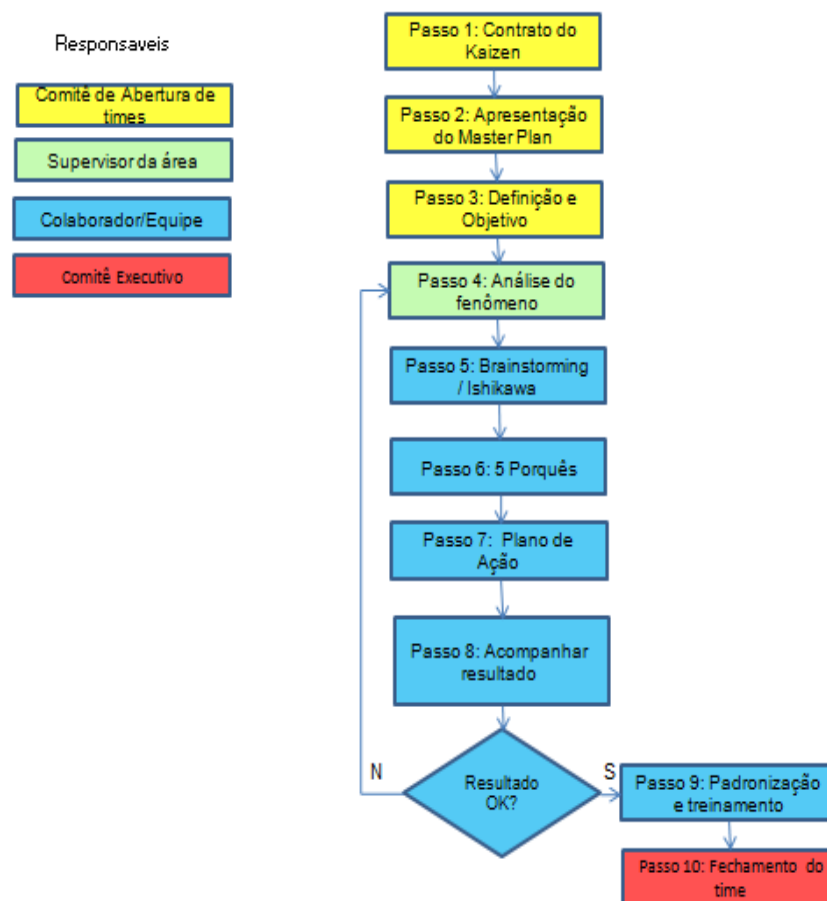 Responsaveis
Comitê de Abertura de
times
Supervisor da área
Colaborador/Equipe
Comitê Executivo
Passo 1: Contrato do
Kaizen
Passo 2: Apresentação
do Master Plan
Passo 3: Definição e
Objetivo
Passo 4: Análise do
fenômeno
Passo 5: Brainstorming
/ Ishikawa
Passo 6: 5 Porquês
Passo 7: Plano de
Ação
Passo 8: Acompanhar
resultado
N
Resultado
OK?
S
Passo 9: Padronização
e treinamento
Passo 10: Fechamento do
time